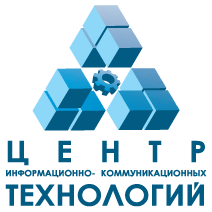 ЦЕНТР
ИНФОРМАЦИОННО- КОММУНИКАЦИОННЫХ
ТЕХНОЛОГИЙ